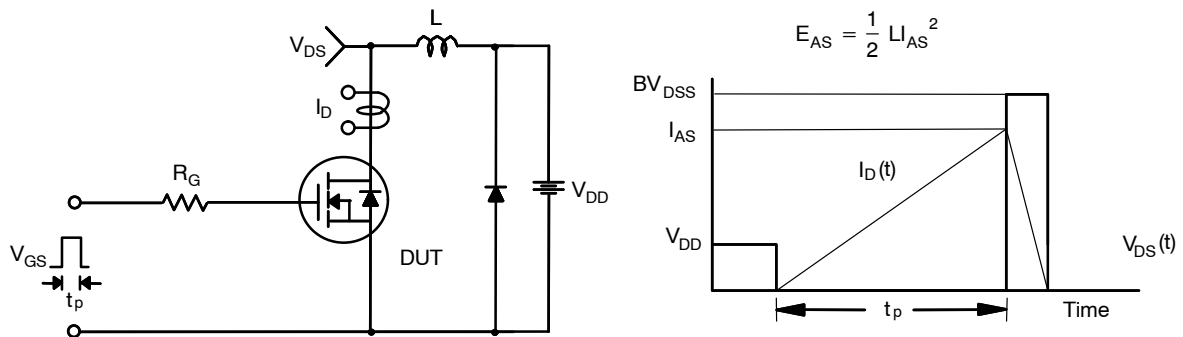 L
V_DS
I_D
R_G
V_DD
V_GS
DUT
t_p
E_AS = 1/2 LI_AS^2
BV_DSS
I_AS
I_D (t)
V_DD
V_DS (t)
t_p
Time